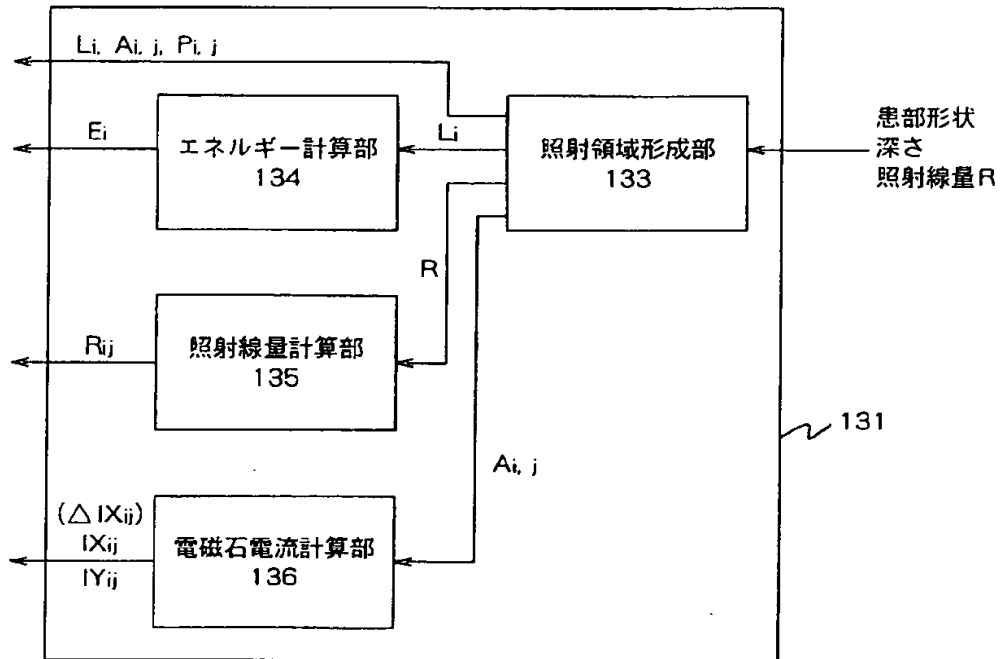 Li, Ai, j, Pi, j
Ei
エネルギー計算部
134
Li
照射領域形成部
133
患部形状
深さ
照射線量R
R
Rij
照射線量計算部
135
131
Ai, j
(△IXij)
IXij
IYij
電磁石電流計算部
136